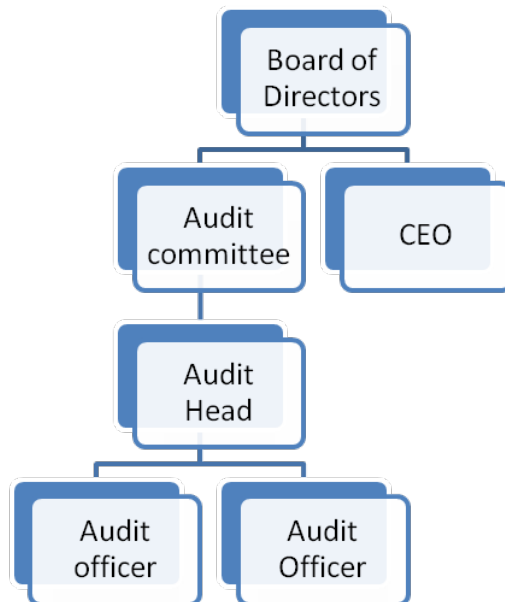 Board of
Directors
Audit
committee
CEO
Audit
Head
Audit
officer
Audit
Officer